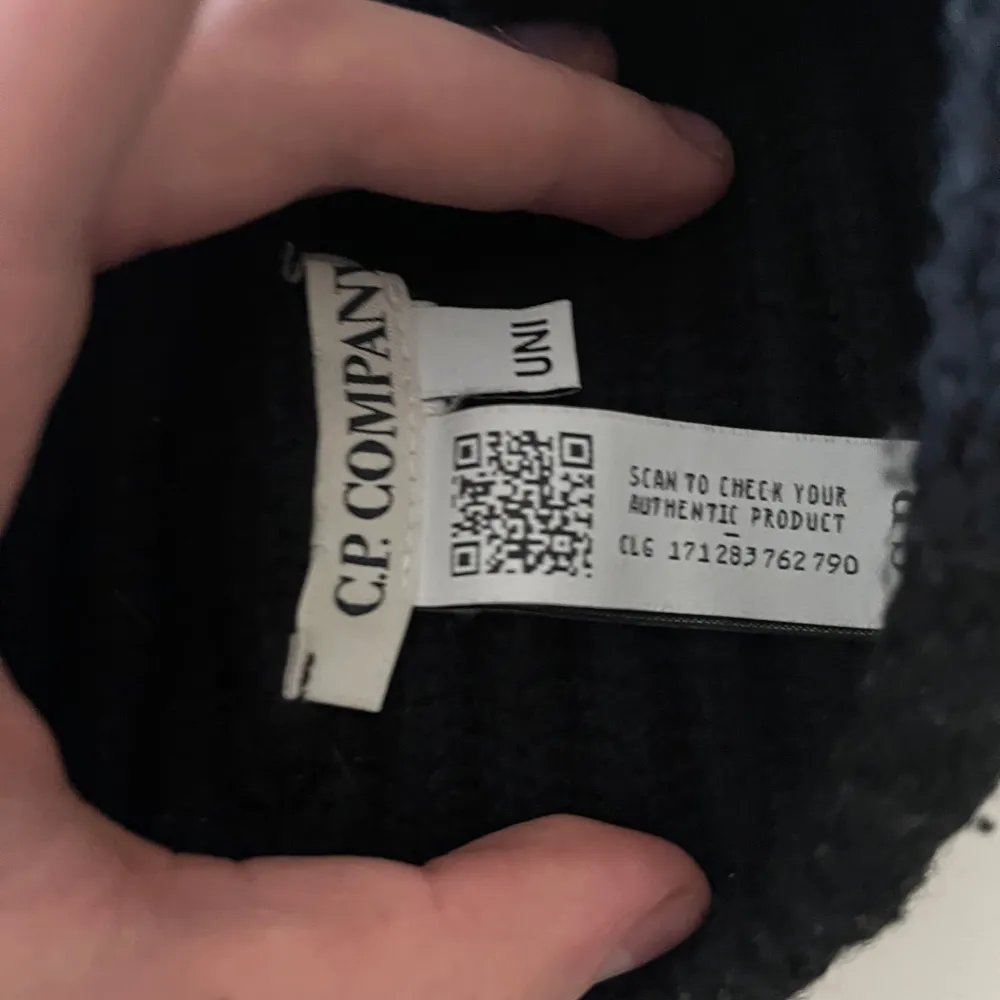 C.P. COMPANY
UNI
SCAN TO CHECK YOUR
AUTHENTIC PRODUCT
CLG 171283762790